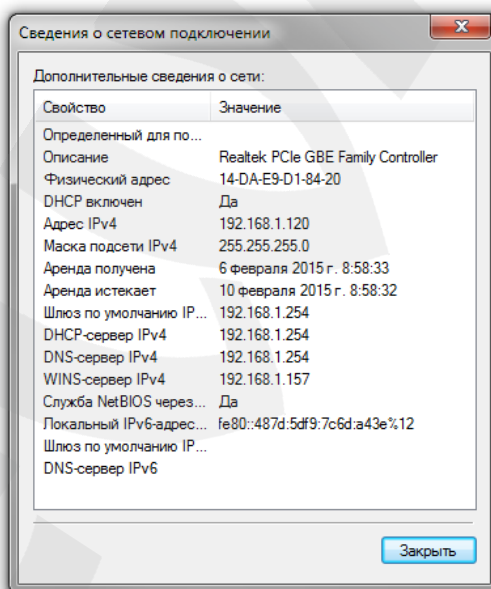 Сведения о сетевом подключении
Дополнительные сведения о сети:
Свойство Значение
Определенный для по...
Описание Realtek PCIe GBE Family Controller
Физический адрес 14-DA-E9-D1-84-20
DHCP включен Да
Адрес IPv4 192.168.1.120
Маска подсети IPv4 255.255.255.0
Аренда получена 6 февраля 2015 г. 8:58:33
Аренда истекает 10 февраля 2015 г. 8:58:32
Шлюз по умолчанию IP... 192.168.1.254
DHCP-сервер IPv4 192.168.1.254
DNS-сервер IPv4 192.168.1.254
WINS-сервер IPv4 192.168.1.157
Служба NetBIOS через... Да
Локальный IPv6-адрес... fe80::487d:5df9:7c6d:a43e%12
Шлюз по умолчанию IP...
DNS-сервер IPv6
Закрыть